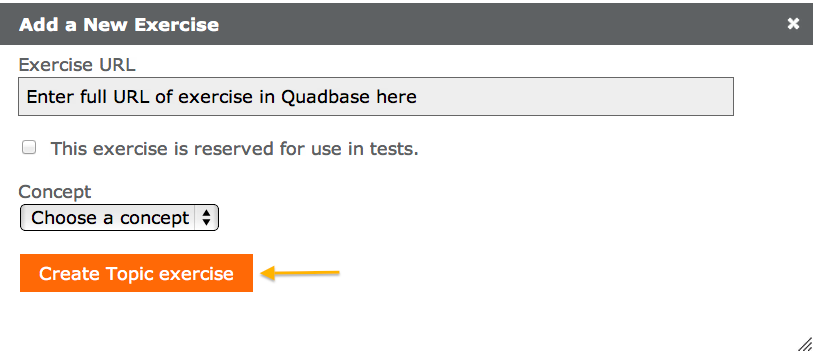 Add a New Exercise
Exercise URL
Enter full URL of exercise in Quadbase here
This exercise is reserved for use in tests.
Concept
Choose a concept
Create Topic exercise